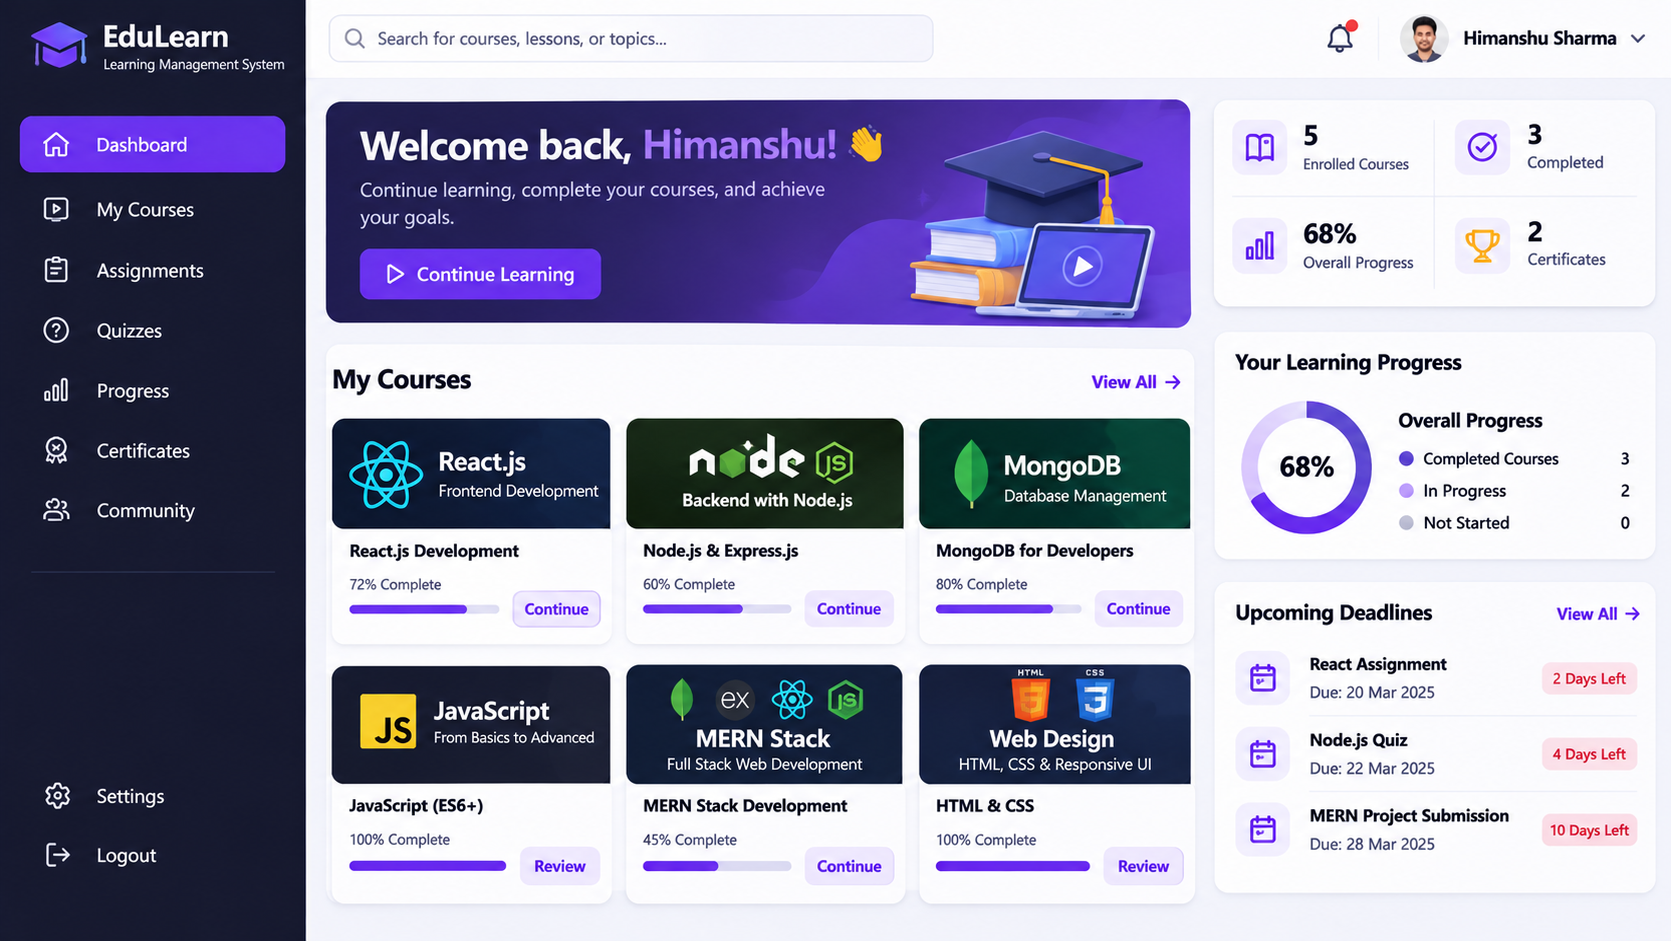 EduLearn
Learning Management System
Dashboard
My Courses
Assignments
Quizzes
Progress
Certificates
Community
Settings
Logout
Search for courses, lessons, or topics...
Himanshu Sharma
Welcome back, Himanshu! 👋
Continue learning, complete your courses, and achieve
your goals.
Continue Learning
5
Enrolled Courses
3
Completed
68%
Overall Progress
2
Certificates
My Courses
View All →
React.js
Frontend Development
React.js Development
72% Complete
Continue
node JS
Backend with Node.js
Node.js & Express.js
60% Complete
Continue
MongoDB
Database Management
MongoDB for Developers
80% Complete
Continue
JS
JavaScript
From Basics to Advanced
JavaScript (ES6+)
100% Complete
Review
ex JS
MERN Stack
Full Stack Web Development
MERN Stack Development
45% Complete
Continue
HTML CSS
5 3
Web Design
HTML, CSS & Responsive UI
HTML & CSS
100% Complete
Review
Your Learning Progress
68%
Overall Progress
Completed Courses 3
In Progress 2
Not Started 0
Upcoming Deadlines
View All →
React Assignment
Due: 20 Mar 2025
2 Days Left
Node.js Quiz
Due: 22 Mar 2025
4 Days Left
MERN Project Submission
Due: 28 Mar 2025
10 Days Left